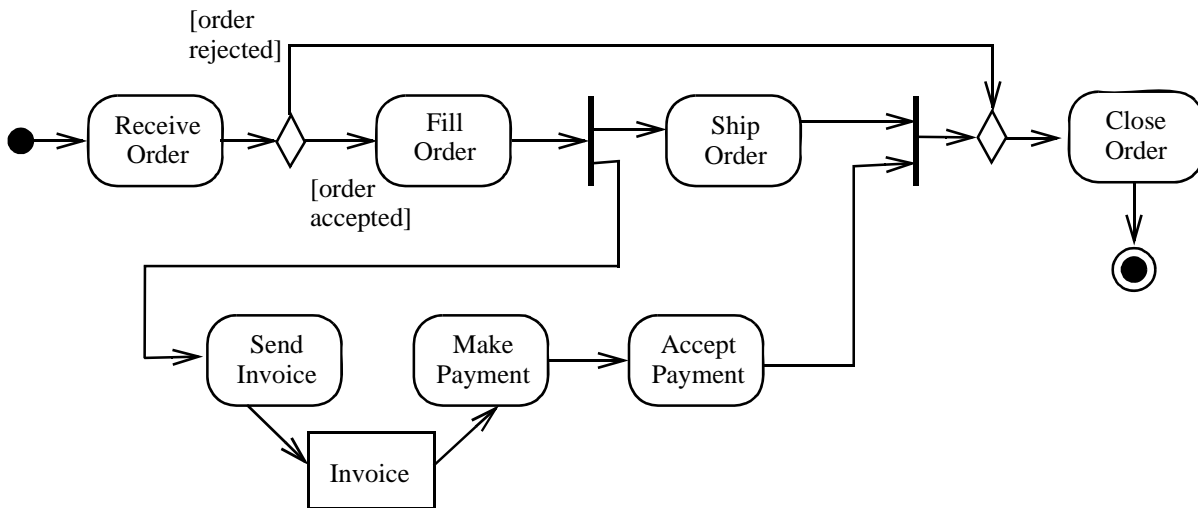 [order
rejected]
Receive
Order
Fill
Order
Ship
Order
Close
Order
[order
accepted]
Send
Invoice
Make
Payment
Accept
Payment
Invoice